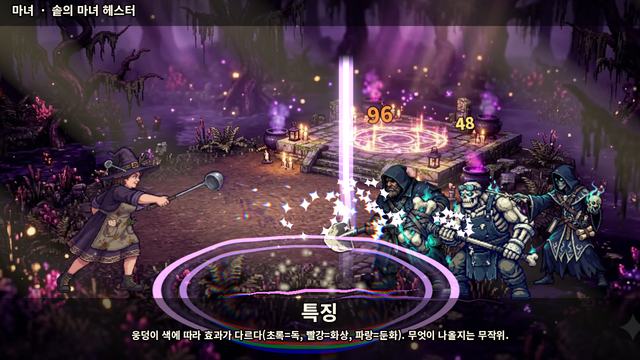 마녀 · 솥의 마녀 헤스터
96
48
특징
웅덩이 색에 따라 효과가 다르다(초록=독, 빨강=화상, 파랑=둔화). 무엇이 나올지는 무작위.